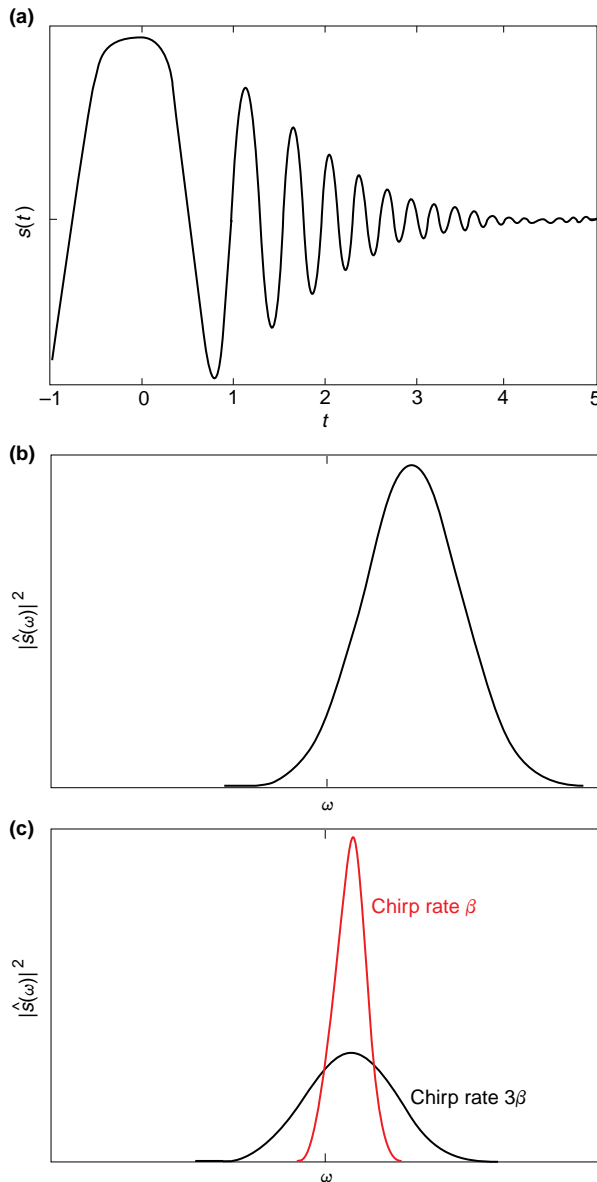 (a)
s(t)
−1 0 1 2 3 4 5
t
(b)
|ŝ(ω)| ²
ω
(c)
Chirp rate β
|ŝ(ω)| ²
Chirp rate 3β
ω